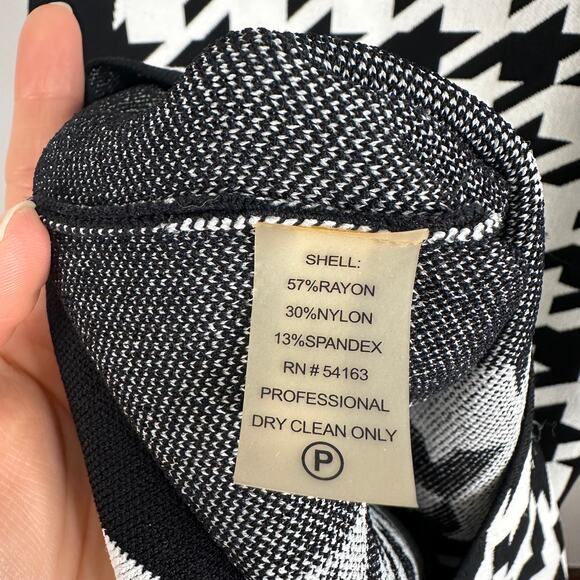 SHELL:
57%RAYON
30%NYLON
13%SPANDEX
RN # 54163
PROFESSIONAL
DRY CLEAN ONLY
P